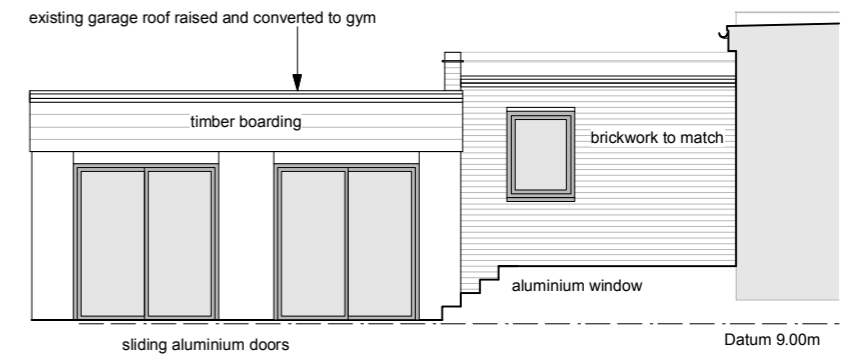 existing garage roof raised and converted to gym
timber boarding
brickwork to match
aluminium window
sliding aluminium doors
Datum 9.00m